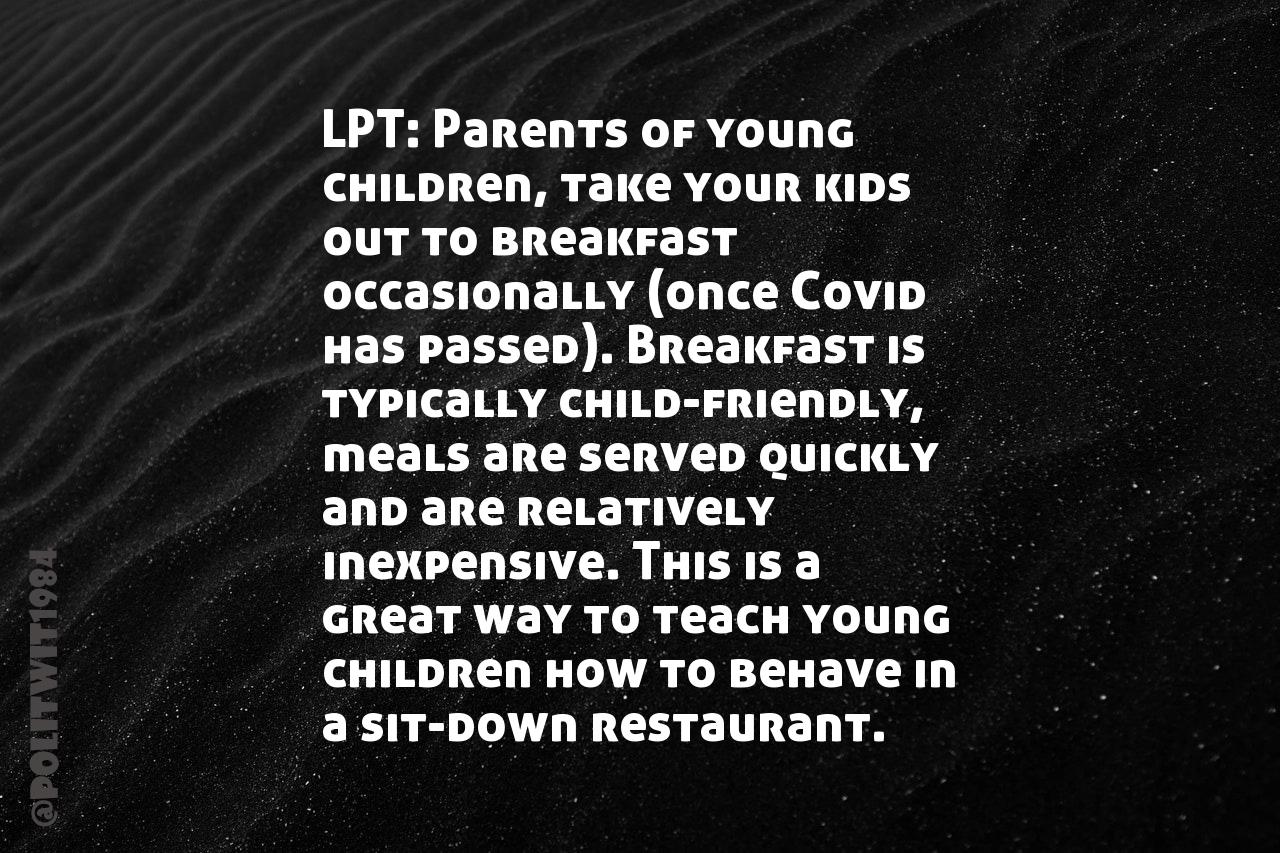 LPT: Parents of young
children, take your kids
out to breakfast
occasionally (once Covid
has passed). Breakfast is
typically child-friendly,
meals are served quickly
and are relatively
inexpensive. This is a
great way to teach young
children how to behave in
a sit-down restaurant.
@POLITWIT1984